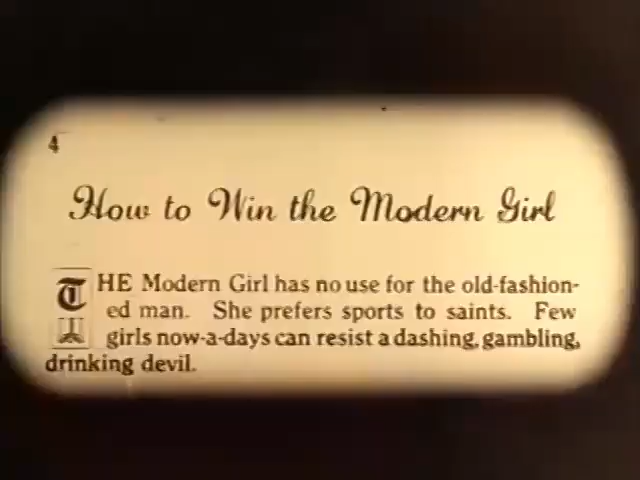 4
How to Win the Modern Girl
THE Modern Girl has no use for the old-fashion-
ed man. She prefers sports to saints. Few
girls now-a-days can resist a dashing, gambling,
drinking devil.